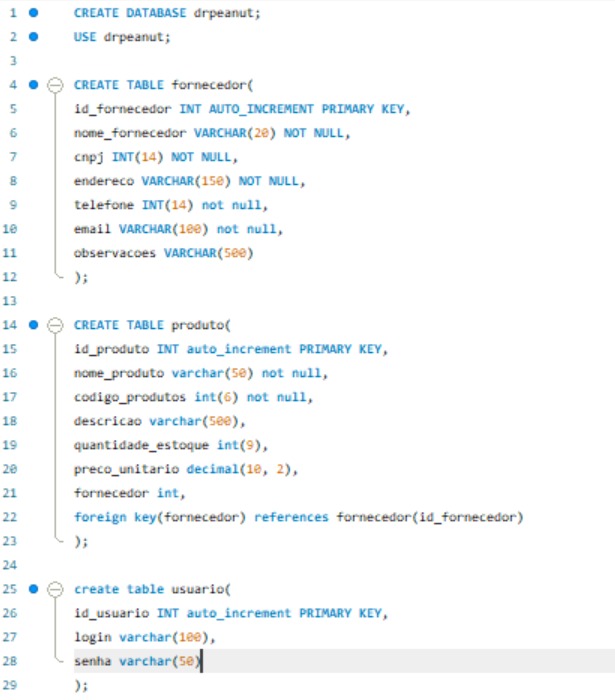 1 CREATE DATABASE drpeanut;
2 USE drpeanut;
3
4 CREATE TABLE fornecedor(
5 id_fornecedor INT AUTO_INCREMENT PRIMARY KEY,
6 nome_fornecedor VARCHAR(20) NOT NULL,
7 cnpj INT(14) NOT NULL,
8 endereco VARCHAR(150) NOT NULL,
9 telefone INT(14) not null,
10 email VARCHAR(100) not null,
11 observacoes VARCHAR(500)
12 );
13
14 CREATE TABLE produto(
15 id_produto INT auto_increment PRIMARY KEY,
16 nome_produto varchar(50) not null,
17 codigo_produtos int(6) not null,
18 descricao varchar(500),
19 quantidade_estoque int(9),
20 preco_unitario decimal(10, 2),
21 fornecedor int,
22 foreign key(fornecedor) references fornecedor(id_fornecedor)
23 );
24
25 create table usuario(
26 id_usuario INT auto_increment PRIMARY KEY,
27 login varchar(100),
28 senha varchar(50)
29 );